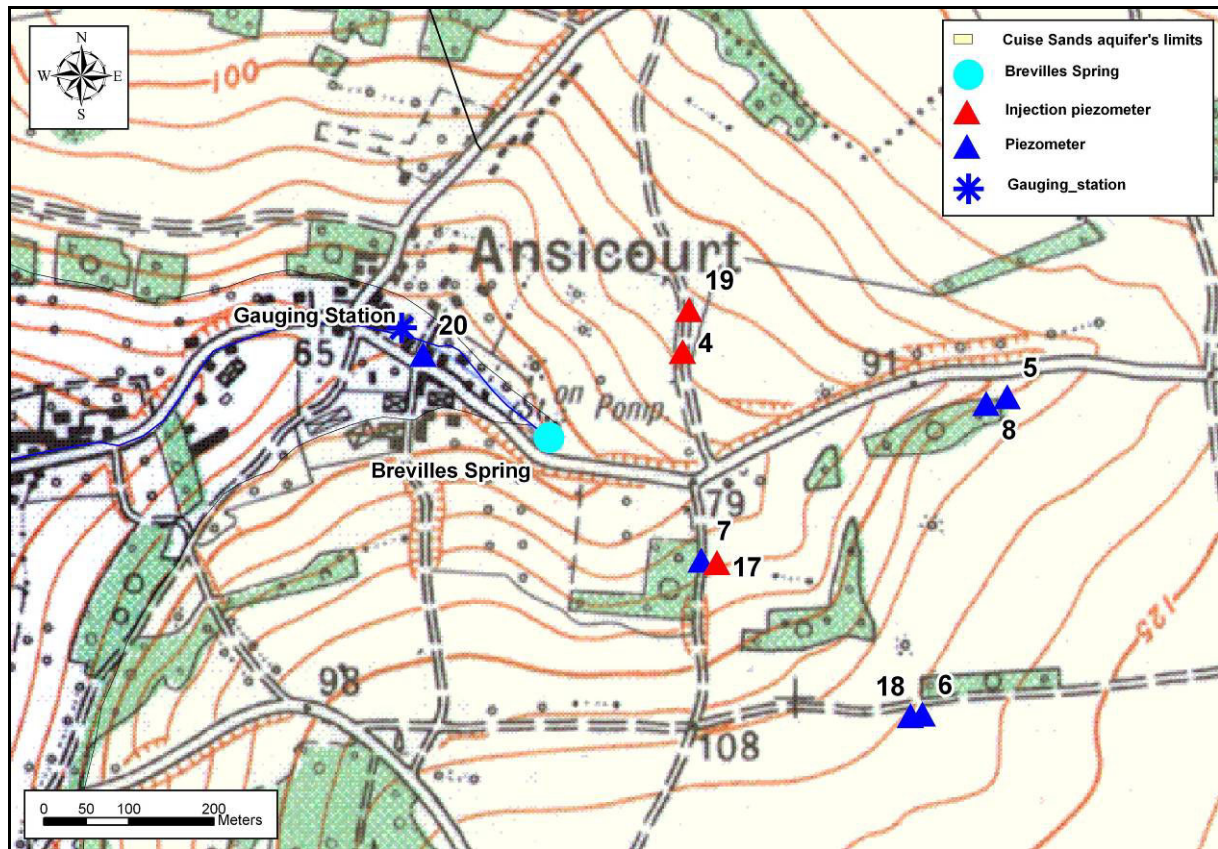 N
W E
S
100
Cuise Sands aquifer's limits
Brevilles Spring
Injection piezometer
Piezometer
Gauging_station
Ansicourt
19
Gauging Station
20
65
4
91
5
on Pomp.
8
Brevilles Spring
79
7
17
125
98
18
6
108
0 50 100 200
Meters